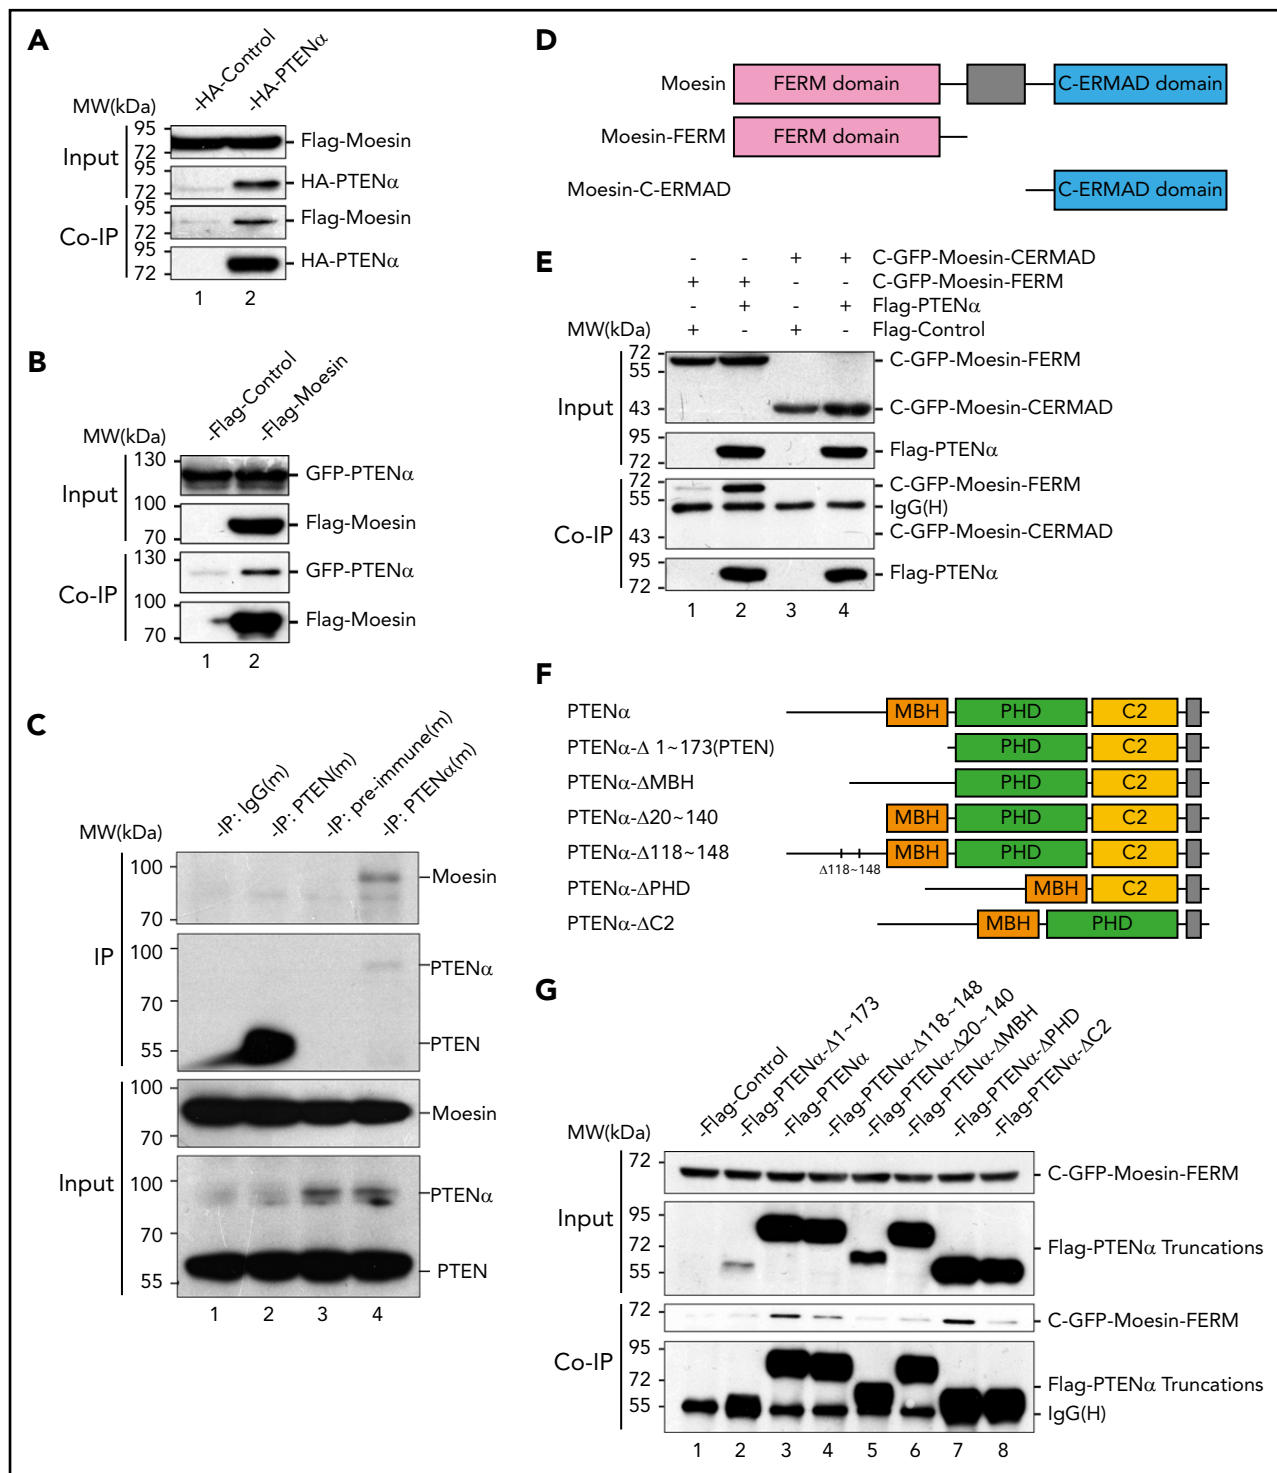 A
-HA-Control
-HA-PTENα
MW(kDa)
Input
95
72
Flag-Moesin
95
72
HA-PTENα
Co-IP
95
72
Flag-Moesin
95
72
HA-PTENα
1 2
B
-Flag-Control
-Flag-Moesin
MW(kDa)
Input
130
GFP-PTENα
100
70
Flag-Moesin
Co-IP
130
GFP-PTENα
100
70
Flag-Moesin
1 2
C
-IP: IgG(m)
-IP: PTEN(m)
-IP: pre-immune(m)
-IP: PTENα(m)
MW(kDa)
IP
100
Moesin
70
100
PTENα
70
55
PTEN
Input
100
Moesin
70
100
PTENα
70
55
PTEN
1 2 3 4
D
Moesin FERM domain C-ERMAD domain
Moesin-FERM FERM domain
Moesin-C-ERMAD C-ERMAD domain
E
- - + + C-GFP-Moesin-CERMAD
+ + - - C-GFP-Moesin-FERM
- + - + Flag-PTENα
MW(kDa) + - + - Flag-Control
Input
72
C-GFP-Moesin-FERM
55
43
C-GFP-Moesin-CERMAD
95
Flag-PTENα
72
Co-IP
72
C-GFP-Moesin-FERM
55
IgG(H)
43
C-GFP-Moesin-CERMAD
95
Flag-PTENα
72
1 2 3 4
F
PTENα MBH PHD C2
PTENα-Δ 1~173(PTEN) PHD C2
PTENα-ΔMBH PHD C2
PTENα-Δ20~140 MBH PHD C2
PTENα-Δ118~148 MBH PHD C2
Δ118~148
PTENα-ΔPHD MBH C2
PTENα-ΔC2 MBH PHD
G
-Flag-Control
-Flag-PTENα-Δ1~173
-Flag-PTENα
-Flag-PTENα-Δ118~148
-Flag-PTENα-Δ20~140
-Flag-PTENα-ΔMBH
-Flag-PTENα-ΔPHD
-Flag-PTENα-ΔC2
MW(kDa)
Input
72
C-GFP-Moesin-FERM
95
72
Flag-PTENα Truncations
55
Co-IP
72
C-GFP-Moesin-FERM
95
72
Flag-PTENα Truncations
55
IgG(H)
1 2 3 4 5 6 7 8